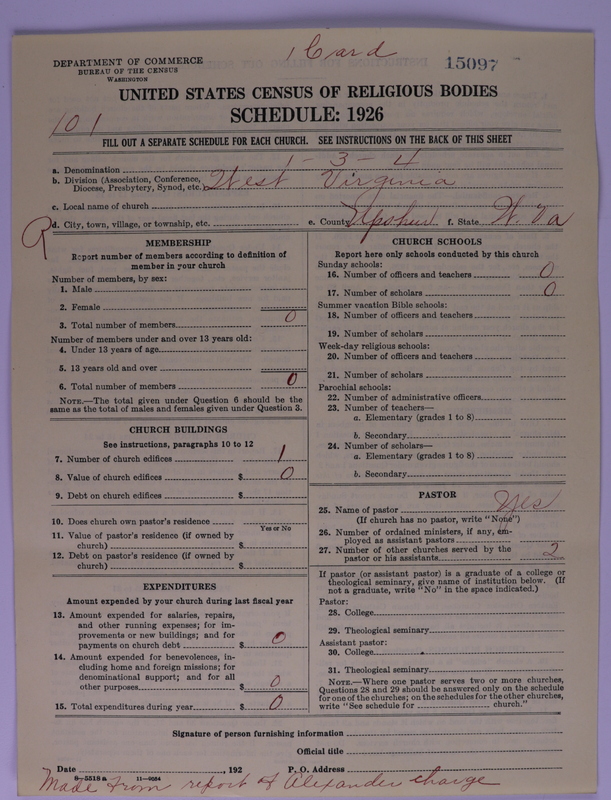 1 Card
DEPARTMENT OF COMMERCE
BUREAU OF THE CENSUS
WASHINGTON
15097
UNITED STATES CENSUS OF RELIGIOUS BODIES
SCHEDULE: 1926
101
FILL OUT A SEPARATE SCHEDULE FOR EACH CHURCH. SEE INSTRUCTIONS ON THE BACK OF THIS SHEET
a. Denomination 1-3-4
b. Division (Association, Conference, Diocese, Presbytery, Synod, etc.) West Virginia
c. Local name of church
R d. City, town, village, or township, etc. e. County Upshur f. State W. Va
MEMBERSHIP
Report number of members according to definition of
member in your church
Number of members, by sex:
1. Male
2. Female
3. Total number of members 0
Number of members under and over 13 years old:
4. Under 13 years of age
5. 13 years old and over
6. Total number of members 0
NOTE.—The total given under Question 6 should be
same as the total of males and females given under Question 3.
CHURCH BUILDINGS
See instructions, paragraphs 10 to 12
7. Number of church edifices 1
8. Value of church edifices $ 0
9. Debt on church edifices $
10. Does church own pastor's residence
Yes or No
11. Value of pastor's residence (if owned by
church) $
12. Debt on pastor's residence (if owned by
church) $
EXPENDITURES
Amount expended by your church during last fiscal year
13. Amount expended for salaries, repairs,
and other running expenses; for im-
provements or new buildings; and for
payments on church debt $ 0
14. Amount expended for benevolences, in-
cluding home and foreign missions; for
denominational support; and for all
other purposes $ 0
15. Total expenditures during year $ 0
CHURCH SCHOOLS
Report here only schools conducted by this church
Sunday schools:
16. Number of officers and teachers 0
17. Number of scholars 0
Summer vacation Bible schools:
18. Number of officers and teachers
19. Number of scholars
Week-day religious schools:
20. Number of officers and teachers
21. Number of scholars
Parochial schools:
22. Number of administrative officers
23. Number of teachers—
a. Elementary (grades 1 to 8)
b. Secondary
24. Number of scholars—
a. Elementary (grades 1 to 8)
b. Secondary
PASTOR
25. Name of pastor Yes
(If church has no pastor, write "None")
26. Number of ordained ministers, if any, em-
ployed as assistant pastors
27. Number of other churches served by the
pastor or his assistants 2
If pastor (or assistant pastor) is a graduate of a college or
theological seminary, give name of institution below. (If
not a graduate, write "No" in the space indicated.)
Pastor:
28. College
29. Theological seminary
Assistant pastor:
30. College
31. Theological seminary
NOTE.—Where one pastor serves two or more churches,
Questions 28 and 29 should be answered only on the schedule
for one of the churches; on the schedules for the other churches,
write "See schedule for church."
Signature of person furnishing information
Official title
Date , 192 P. O. Address
8-5518 a 11-9054
Made from report of Alexander charge